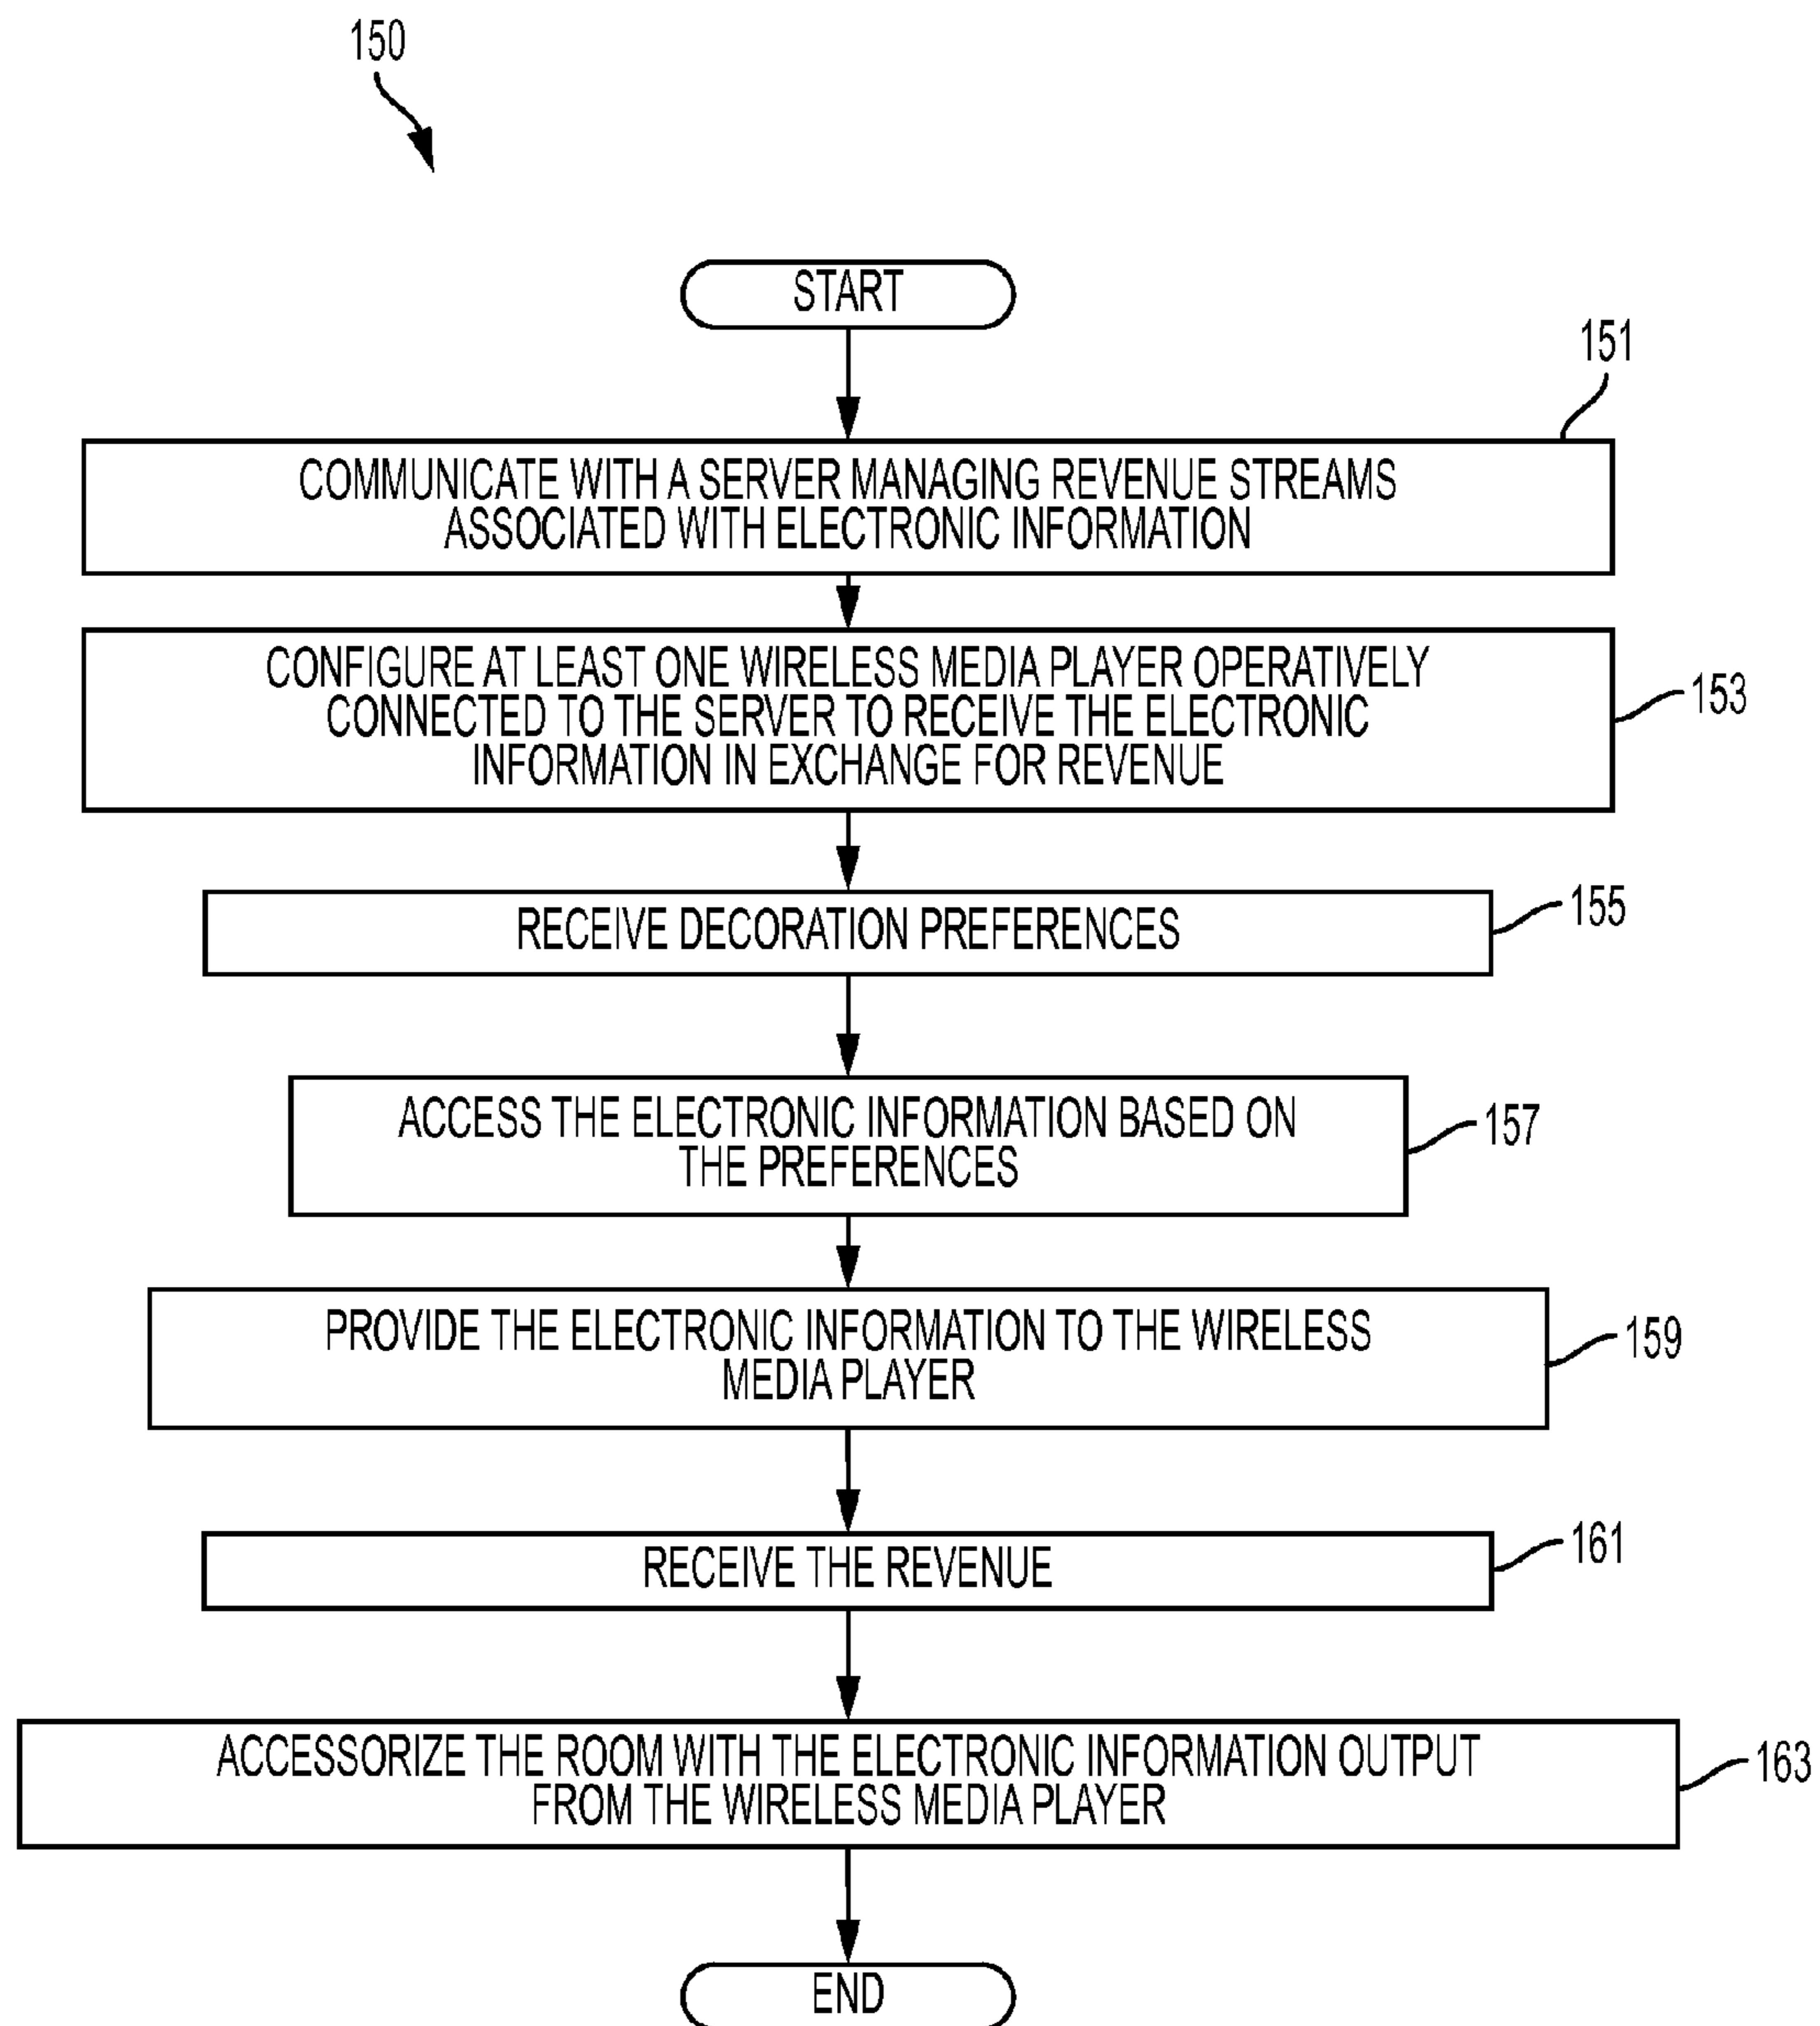 150
START
151
COMMUNICATE WITH A SERVER MANAGING REVENUE STREAMS
ASSOCIATED WITH ELECTRONIC INFORMATION
CONFIGURE AT LEAST ONE WIRELESS MEDIA PLAYER OPERATIVELY
CONNECTED TO THE SERVER TO RECEIVE THE ELECTRONIC
INFORMATION IN EXCHANGE FOR REVENUE
153
RECEIVE DECORATION PREFERENCES
155
ACCESS THE ELECTRONIC INFORMATION BASED ON
THE PREFERENCES
157
PROVIDE THE ELECTRONIC INFORMATION TO THE WIRELESS
MEDIA PLAYER
159
RECEIVE THE REVENUE
161
ACCESSORIZE THE ROOM WITH THE ELECTRONIC INFORMATION OUTPUT
FROM THE WIRELESS MEDIA PLAYER
163
END